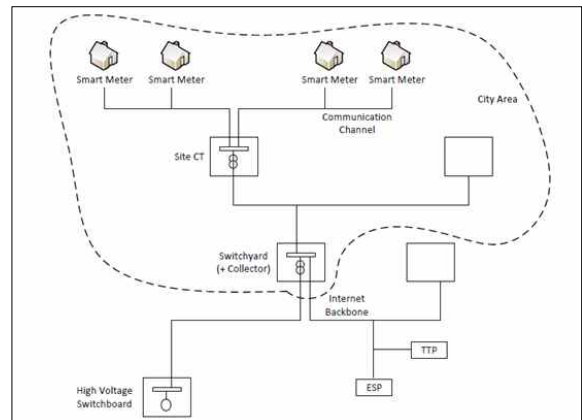 Smart Meter
Smart Meter
Smart Meter
Smart Meter
City Area
Communication
Channel
Site CT
Switchyard
(+ Collector)
Internet
Backbone
TTP
ESP
High Voltage
Switchboard